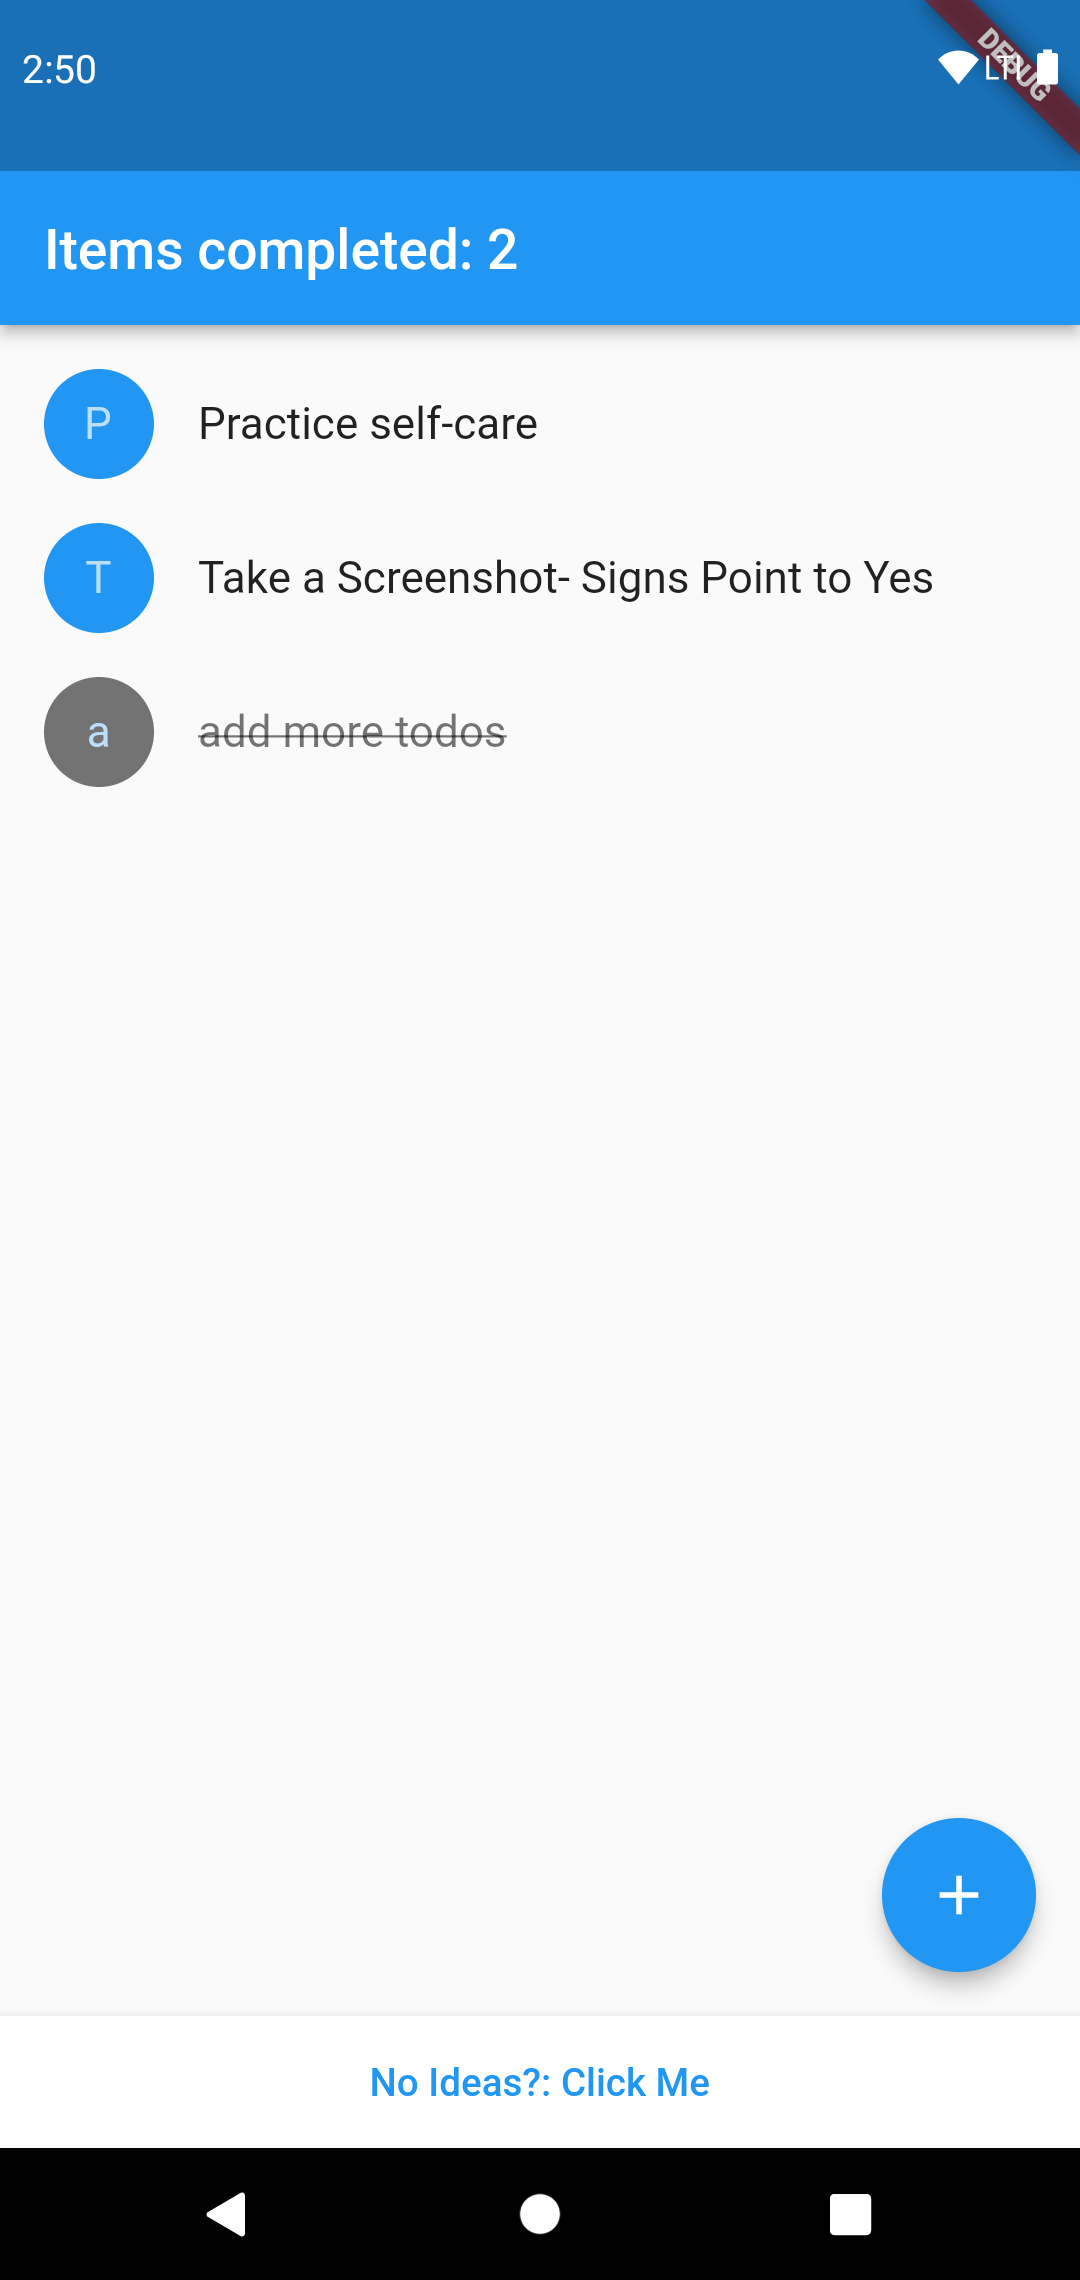 2:50
DEBUG
Items completed: 2
P
Practice self-care
T
Take a Screenshot- Signs Point to Yes
a
add more todos
+
No Ideas?: Click Me